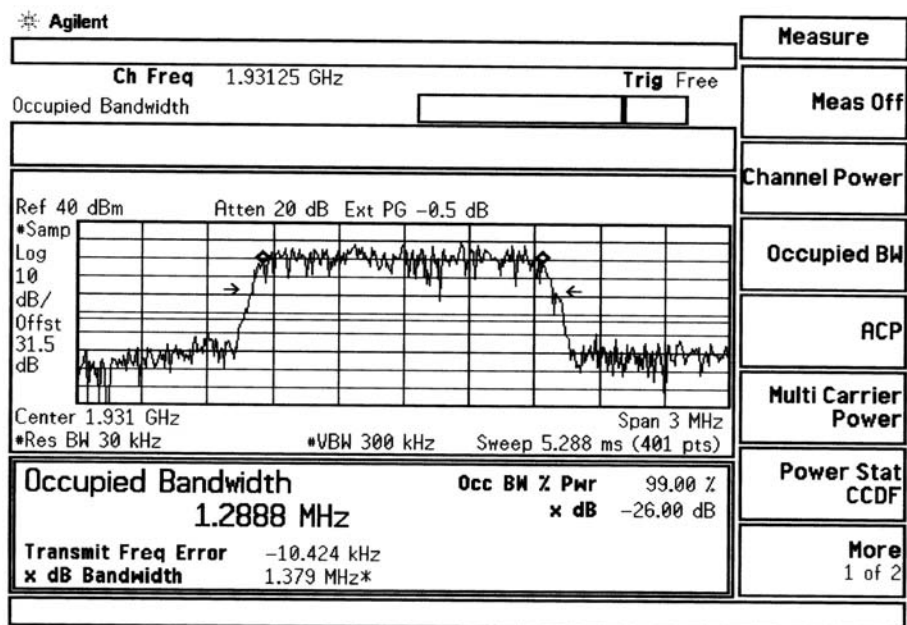 Agilent
Measure
Ch Freq 1.93125 GHz Trig Free
Occupied Bandwidth
Meas Off
Channel Power
Occupied BW
ACP
Multi Carrier
Power
Power Stat
CCDF
More
1 of 2
Ref 40 dBm Atten 20 dB Ext PG -0.5 dB
*Samp
Log
10
dB/
Offst
31.5
dB
Center 1.931 GHz Span 3 MHz
*Res BW 30 kHz *VBW 300 kHz Sweep 5.288 ms (401 pts)
Occupied Bandwidth Occ BW % Pwr 99.00 %
1.2888 MHz x dB -26.00 dB
Transmit Freq Error -10.424 kHz
x dB Bandwidth 1.379 MHz*